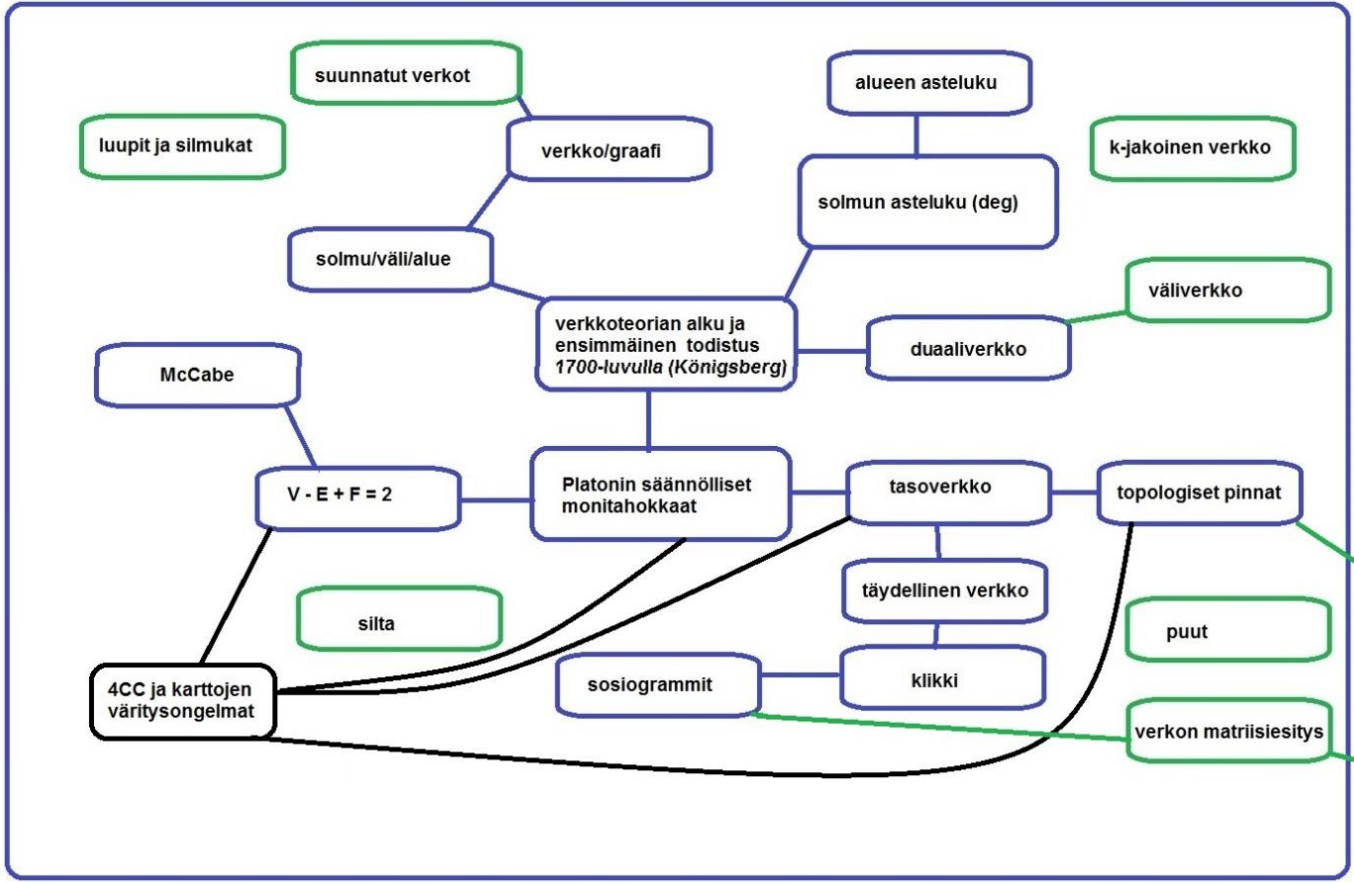 suunnatut verkot
alueen asteluku
luupit ja silmukat
verkko/graafi
k-jakoinen verkko
solmun asteluku (deg)
solmu/väli/alue
väliverkko
verkkoteorian alku ja
ensimmäinen todistus
1700-luvulla (Königsberg)
duaaliverkko
McCabe
V - E + F = 2
Platonin säännölliset
monitahokkaat
tasoverkko
topologiset pinnat
täydellinen verkko
silta
puut
4CC ja karttojen
väritysongelmat
sosiogrammit
klikki
verkon matriisiesitys